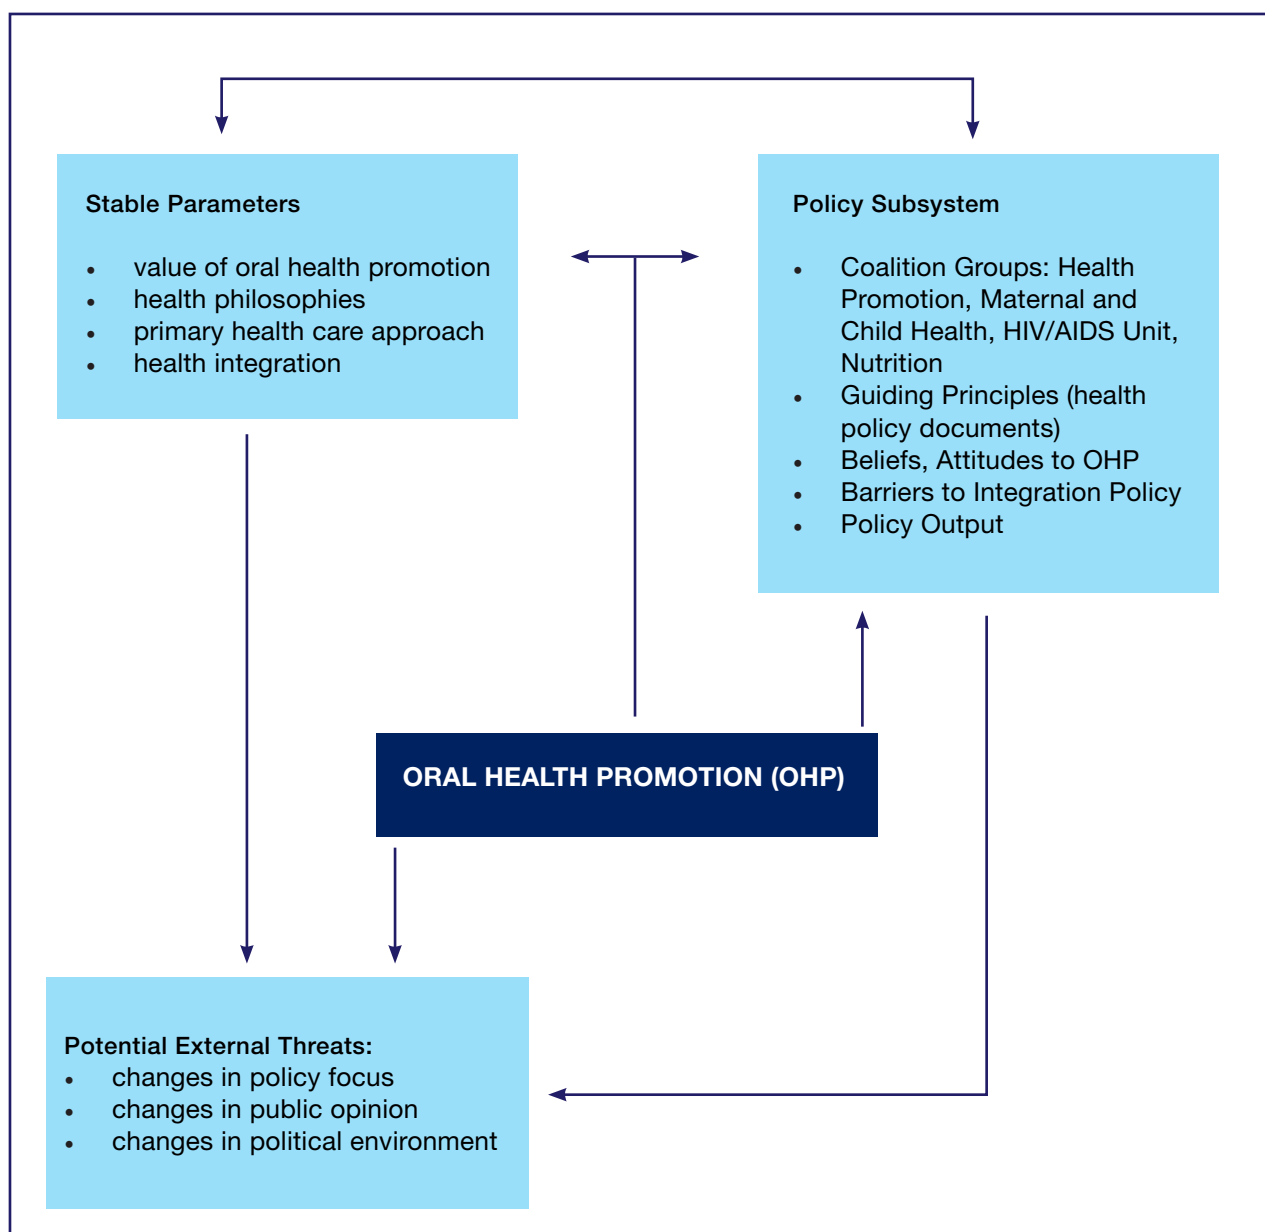 Stable Parameters
• value of oral health promotion
• health philosophies
• primary health care approach
• health integration
Policy Subsystem
• Coalition Groups: Health
Promotion, Maternal and
Child Health, HIV/AIDS Unit,
Nutrition
• Guiding Principles (health
policy documents)
• Beliefs, Attitudes to OHP
• Barriers to Integration Policy
• Policy Output
ORAL HEALTH PROMOTION (OHP)
Potential External Threats:
• changes in policy focus
• changes in public opinion
• changes in political environment